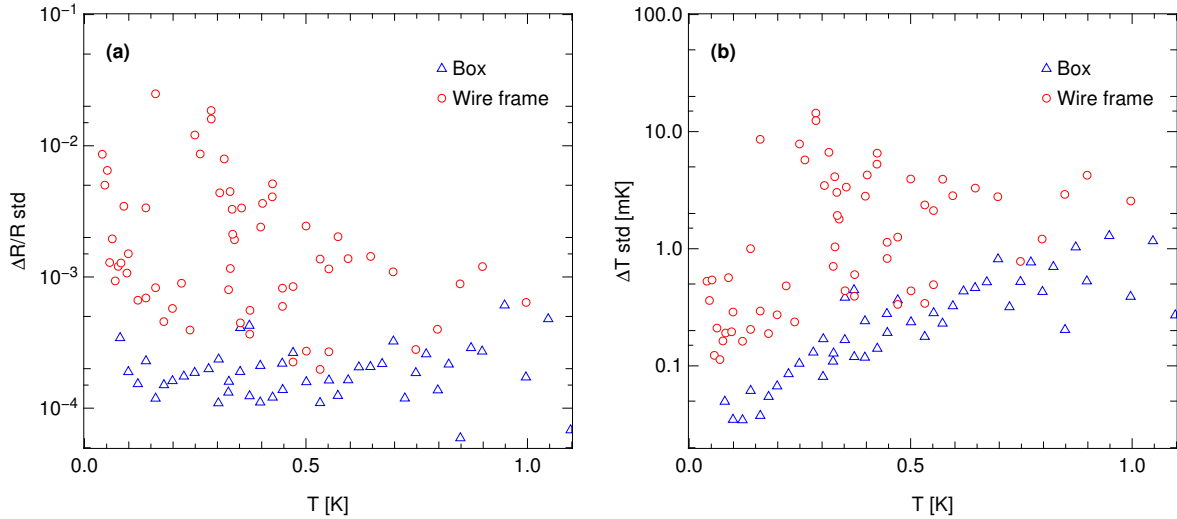 10⁻¹
10⁻²
10⁻³
10⁻⁴
ΔR/R std
(a)
Box
Wire frame
0.0
0.5
1.0
T [K]
100.0
10.0
1.0
0.1
ΔT std [mK]
(b)
Box
Wire frame
0.0
0.5
1.0
T [K]